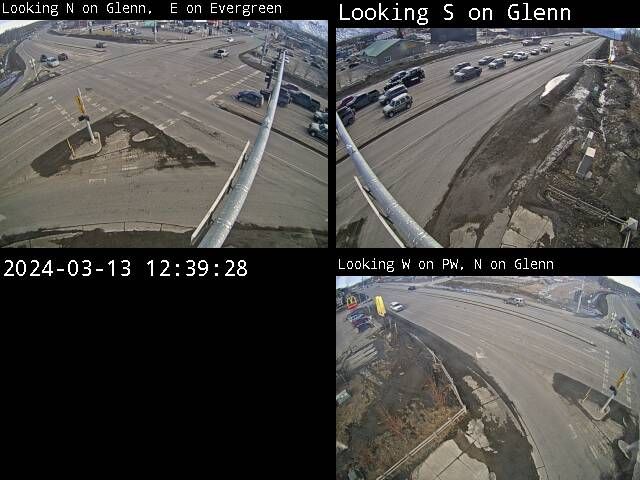 Looking N on Glenn,  E on Evergreen
Looking S on Glenn
2024-03-13 12:39:28
Looking W on PW, N on Glenn